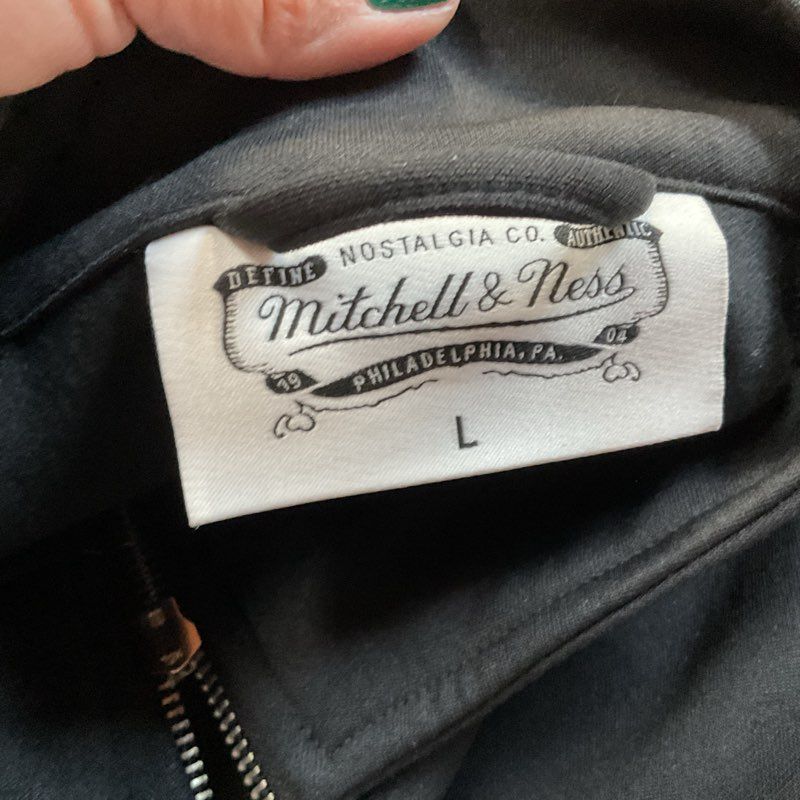 NOSTALGIA CO.
DEFINE AUTHENTIC
Mitchell & Ness
19 PHILADELPHIA, PA. 04
L